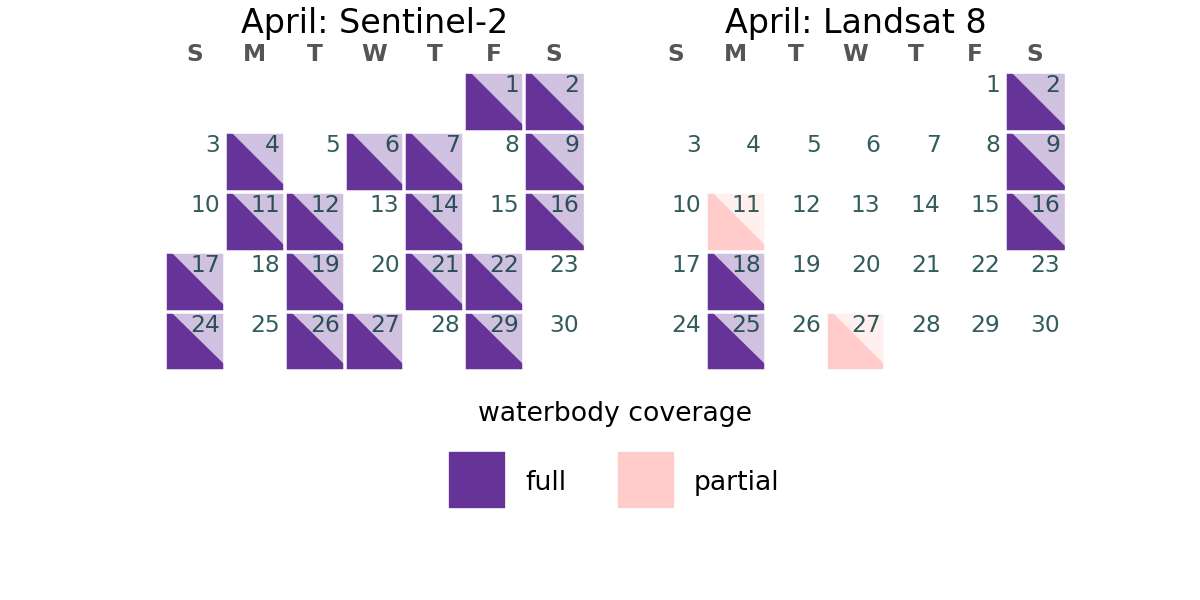 April: Sentinel-2
S M T W T F S
1 2
3 4 5 6 7 8 9
10 11 12 13 14 15 16
17 18 19 20 21 22 23
24 25 26 27 28 29 30
April: Landsat 8
S M T W T F S
1 2
3 4 5 6 7 8 9
10 11 12 13 14 15 16
17 18 19 20 21 22 23
24 25 26 27 28 29 30
waterbody coverage
full
partial